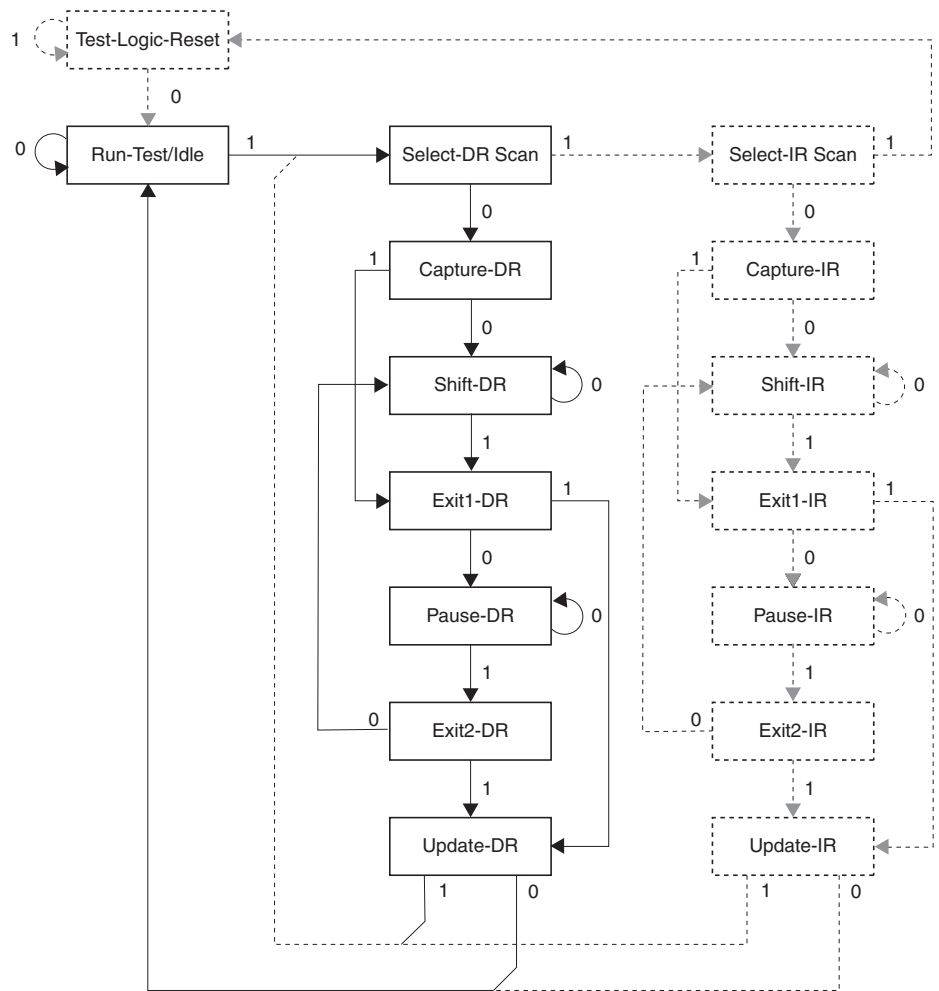 1
Test-Logic-Reset
0
0
Run-Test/Idle
1
Select-DR Scan
1
Select-IR Scan
1
0
0
1
Capture-DR
1
Capture-IR
0
0
Shift-DR
0
Shift-IR
0
1
1
Exit1-DR
1
Exit1-IR
1
0
0
Pause-DR
0
Pause-IR
0
1
1
0
Exit2-DR
0
Exit2-IR
1
1
Update-DR
Update-IR
1
0
1
0